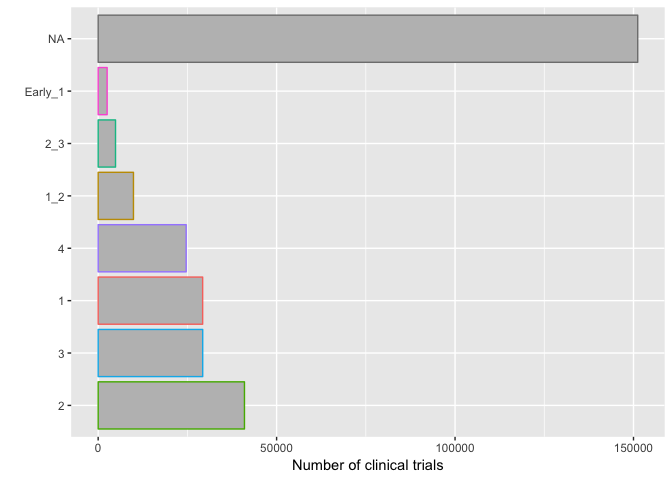 NA
Early_1
2_3
1_2
4
1
3
2
0 50000 100000 150000
Number of clinical trials